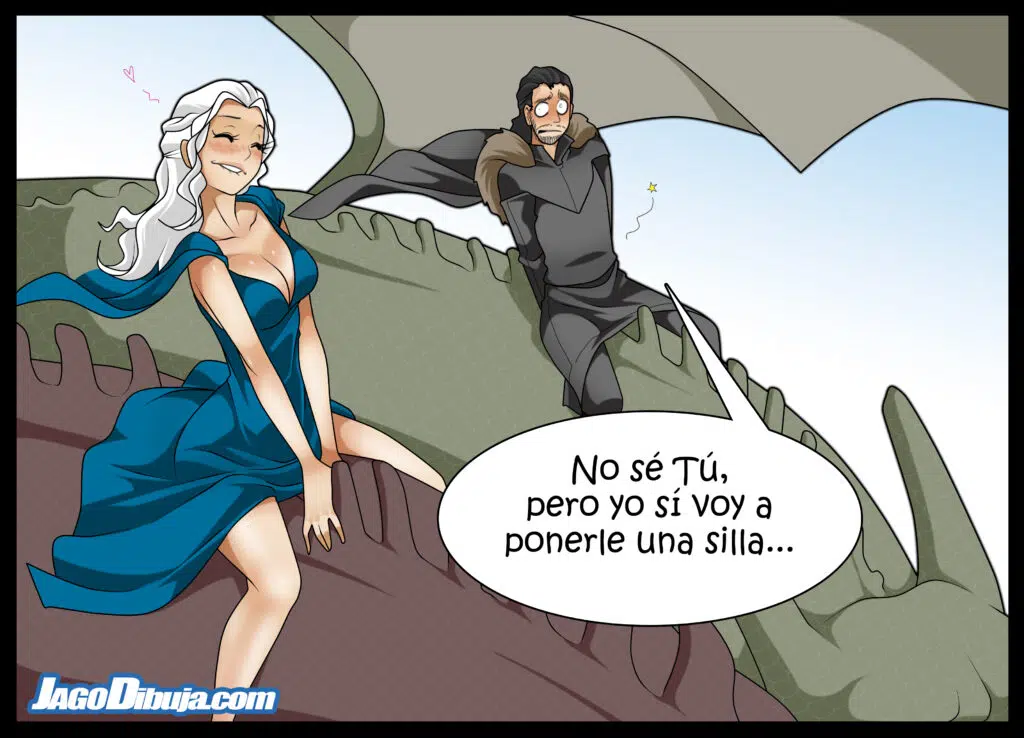 No sé Tú,
pero yo sí voy a
ponerle una silla...
JAGODibuja.com